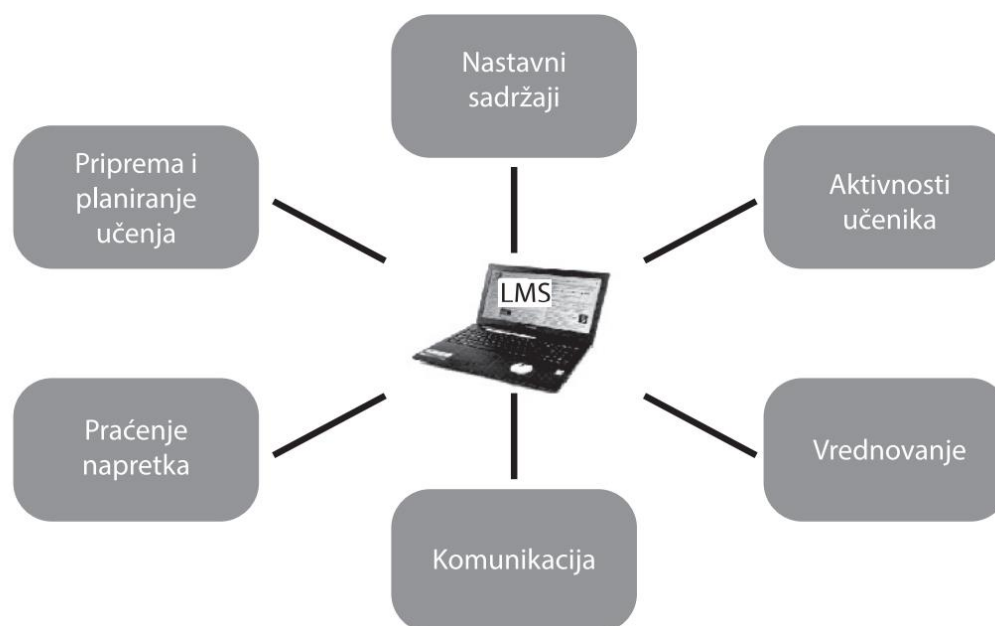 Nastavni
sadržaji
Priprema i
planiranje
učenja
Aktivnosti
učenika
LMS
Praćenje
napretka
Vrednovanje
Komunikacija